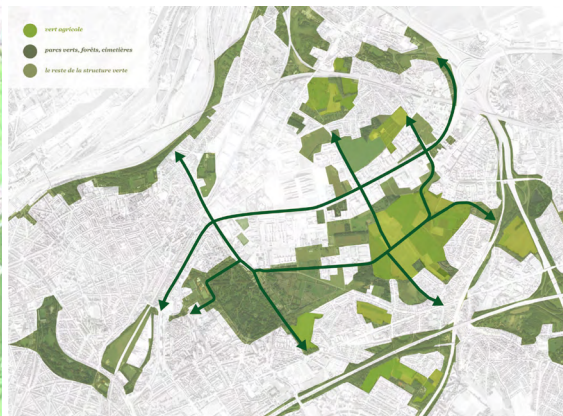 vert agricole
parcs verts, forêts, cimetières
le reste de la structure verte